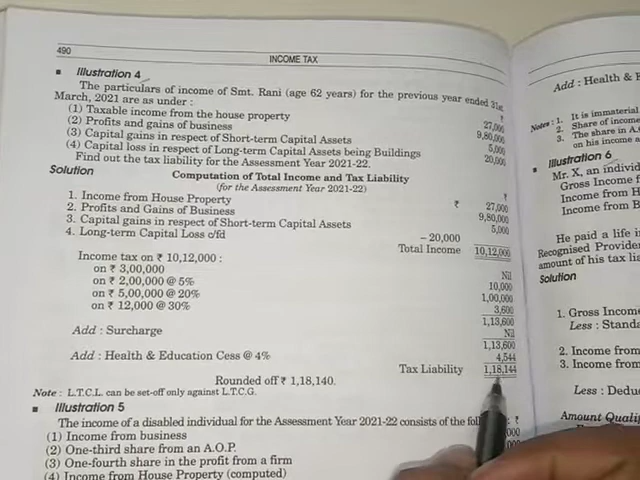 490
INCOME TAX
▪ Illustration 4
The particulars of income of Smt. Rani (age 62 years) for the previous year ended 31st
March, 2021 are as under :
₹
(1) Taxable income from the house property 27,000
(2) Profits and gains of business 9,80,000
(3) Capital gains in respect of Short-term Capital Assets 5,000
(4) Capital loss in respect of Long-term Capital Assets being Buildings 20,000
Find out the tax liability for the Assessment Year 2021-22.
Solution
Computation of Total Income and Tax Liability
(for the Assessment Year 2021-22)
₹ ₹
1. Income from House Property 27,000
2. Profits and Gains of Business 9,80,000
3. Capital gains in respect of Short-term Capital Assets 5,000
4. Long-term Capital Loss c/fd – 20,000
Total Income 10,12,000
Income tax on ₹ 10,12,000 :
on ₹ 3,00,000 Nil
on ₹ 2,00,000 @ 5% 10,000
on ₹ 5,00,000 @ 20% 1,00,000
on ₹ 12,000 @ 30% 3,600
1,13,600
Add : Surcharge Nil
1,13,600
Add : Health & Education Cess @ 4% 4,544
Tax Liability 1,18,144
Rounded off ₹ 1,18,140.
Note : L.T.C.L. can be set-off only against L.T.C.G.
▪ Illustration 5
The income of a disabled individual for the Assessment Year 2021-22 consists of the
: ₹
(1) Income from business
(2) One-third share from an A.O.P.
(3) One-fourth share in the profit from a firm
(4) Income from House Property (computed)
Add : Health &
Notes : 1. It is immaterial
2. Share of income
3. The share in
on his income
▪ Illustration 6
Mr. X, an
Gross Income
Income from
Income from
He paid a life
Recognised
amount of his tax
Solution
1. Gross
Less :
2. Income from
3. Income from
Less :
Amount